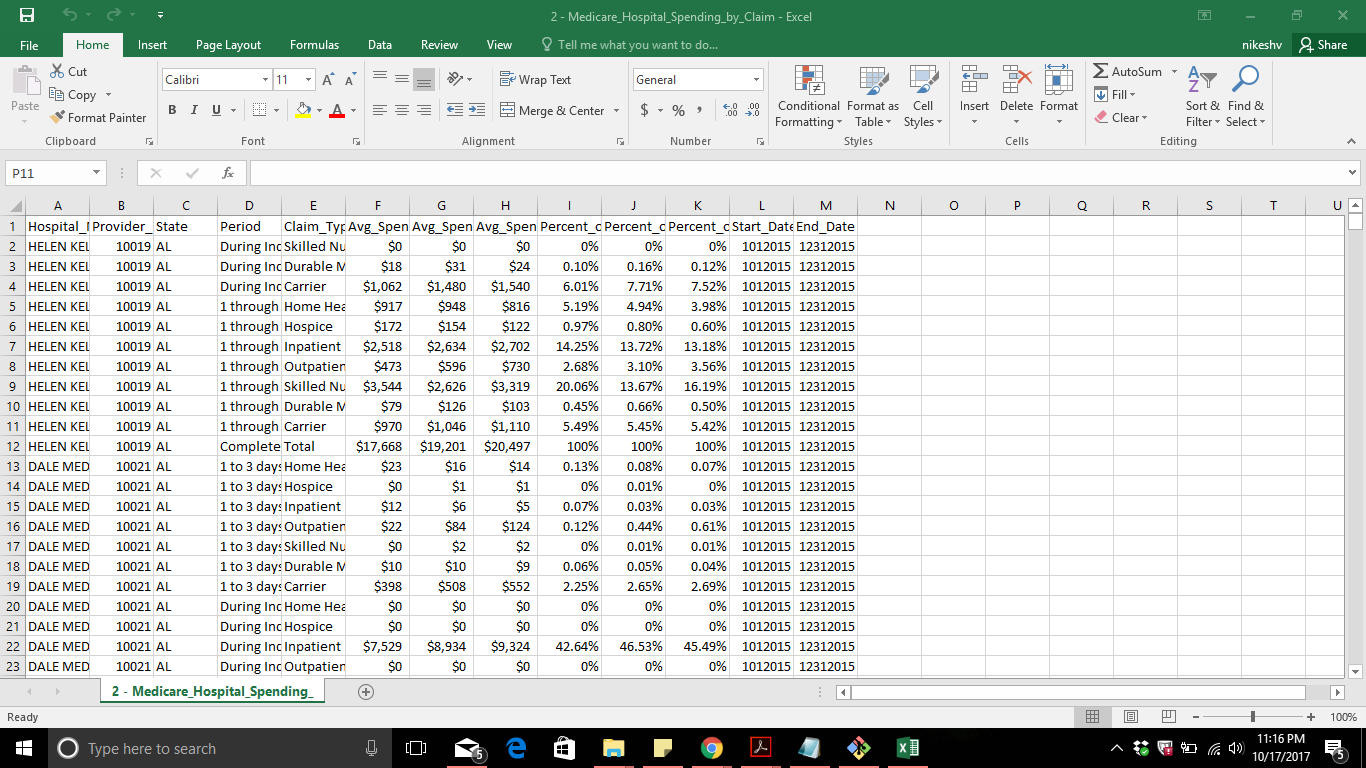 2 - Medicare_Hospital_Spending_by_Claim - Excel
File Home Insert Page Layout Formulas Data Review View Tell me what you want to do... nikeshv Share
Cut
Copy
Format Painter
Paste
Clipboard
Calibri 11
B I U
Font
Wrap Text
Merge & Center
Alignment
General
$ % ,
Number
Conditional Formatting
Format as Table
Cell Styles
Styles
Insert Delete Format
Cells
AutoSum
Fill
Clear
Sort & Filter
Find & Select
Editing
P11 fx
A B C D E F G H I J K L M N O P Q R S T U
1 Hospital_N Provider_ State Period Claim_Typ Avg_Spen Avg_Spen Avg_Spen Percent_o Percent_o Percent_o Start_Date End_Date
2 HELEN KEL 10019 AL During Ind Skilled Nu $0 $0 $0 0% 0% 0% 1012015 12312015
3 HELEN KEL 10019 AL During Ind Durable M $18 $31 $24 0.10% 0.16% 0.12% 1012015 12312015
4 HELEN KEL 10019 AL During Ind Carrier $1,062 $1,480 $1,540 6.01% 7.71% 7.52% 1012015 12312015
5 HELEN KEL 10019 AL 1 through Home Hea $917 $948 $816 5.19% 4.94% 3.98% 1012015 12312015
6 HELEN KEL 10019 AL 1 through Hospice $172 $154 $122 0.97% 0.80% 0.60% 1012015 12312015
7 HELEN KEL 10019 AL 1 through Inpatient $2,518 $2,634 $2,702 14.25% 13.72% 13.18% 1012015 12312015
8 HELEN KEL 10019 AL 1 through Outpatien $473 $596 $730 2.68% 3.10% 3.56% 1012015 12312015
9 HELEN KEL 10019 AL 1 through Skilled Nu $3,544 $2,626 $3,319 20.06% 13.67% 16.19% 1012015 12312015
10 HELEN KEL 10019 AL 1 through Durable M $79 $126 $103 0.45% 0.66% 0.50% 1012015 12312015
11 HELEN KEL 10019 AL 1 through Carrier $970 $1,046 $1,110 5.49% 5.45% 5.42% 1012015 12312015
12 HELEN KEL 10019 AL Complete Total $17,668 $19,201 $20,497 100% 100% 100% 1012015 12312015
13 DALE MED 10021 AL 1 to 3 days Home Hea $23 $16 $14 0.13% 0.08% 0.07% 1012015 12312015
14 DALE MED 10021 AL 1 to 3 days Hospice $0 $1 $1 0% 0.01% 0% 1012015 12312015
15 DALE MED 10021 AL 1 to 3 days Inpatient $12 $6 $5 0.07% 0.03% 0.03% 1012015 12312015
16 DALE MED 10021 AL 1 to 3 days Outpatien $22 $84 $124 0.12% 0.44% 0.61% 1012015 12312015
17 DALE MED 10021 AL 1 to 3 days Skilled Nu $0 $2 $2 0% 0.01% 0.01% 1012015 12312015
18 DALE MED 10021 AL 1 to 3 days Durable M $10 $10 $9 0.06% 0.05% 0.04% 1012015 12312015
19 DALE MED 10021 AL 1 to 3 days Carrier $398 $508 $552 2.25% 2.65% 2.69% 1012015 12312015
20 DALE MED 10021 AL During Ind Home Hea $0 $0 $0 0% 0% 0% 1012015 12312015
21 DALE MED 10021 AL During Ind Hospice $0 $0 $0 0% 0% 0% 1012015 12312015
22 DALE MED 10021 AL During Ind Inpatient $7,529 $8,934 $9,324 42.64% 46.53% 45.49% 1012015 12312015
23 DALE MED 10021 AL During Ind Outpatien $0 $0 $0 0% 0% 0% 1012015 12312015
2 - Medicare_Hospital_Spending_
Ready 100%
Type here to search 5 11:16 PM
10/17/2017 5